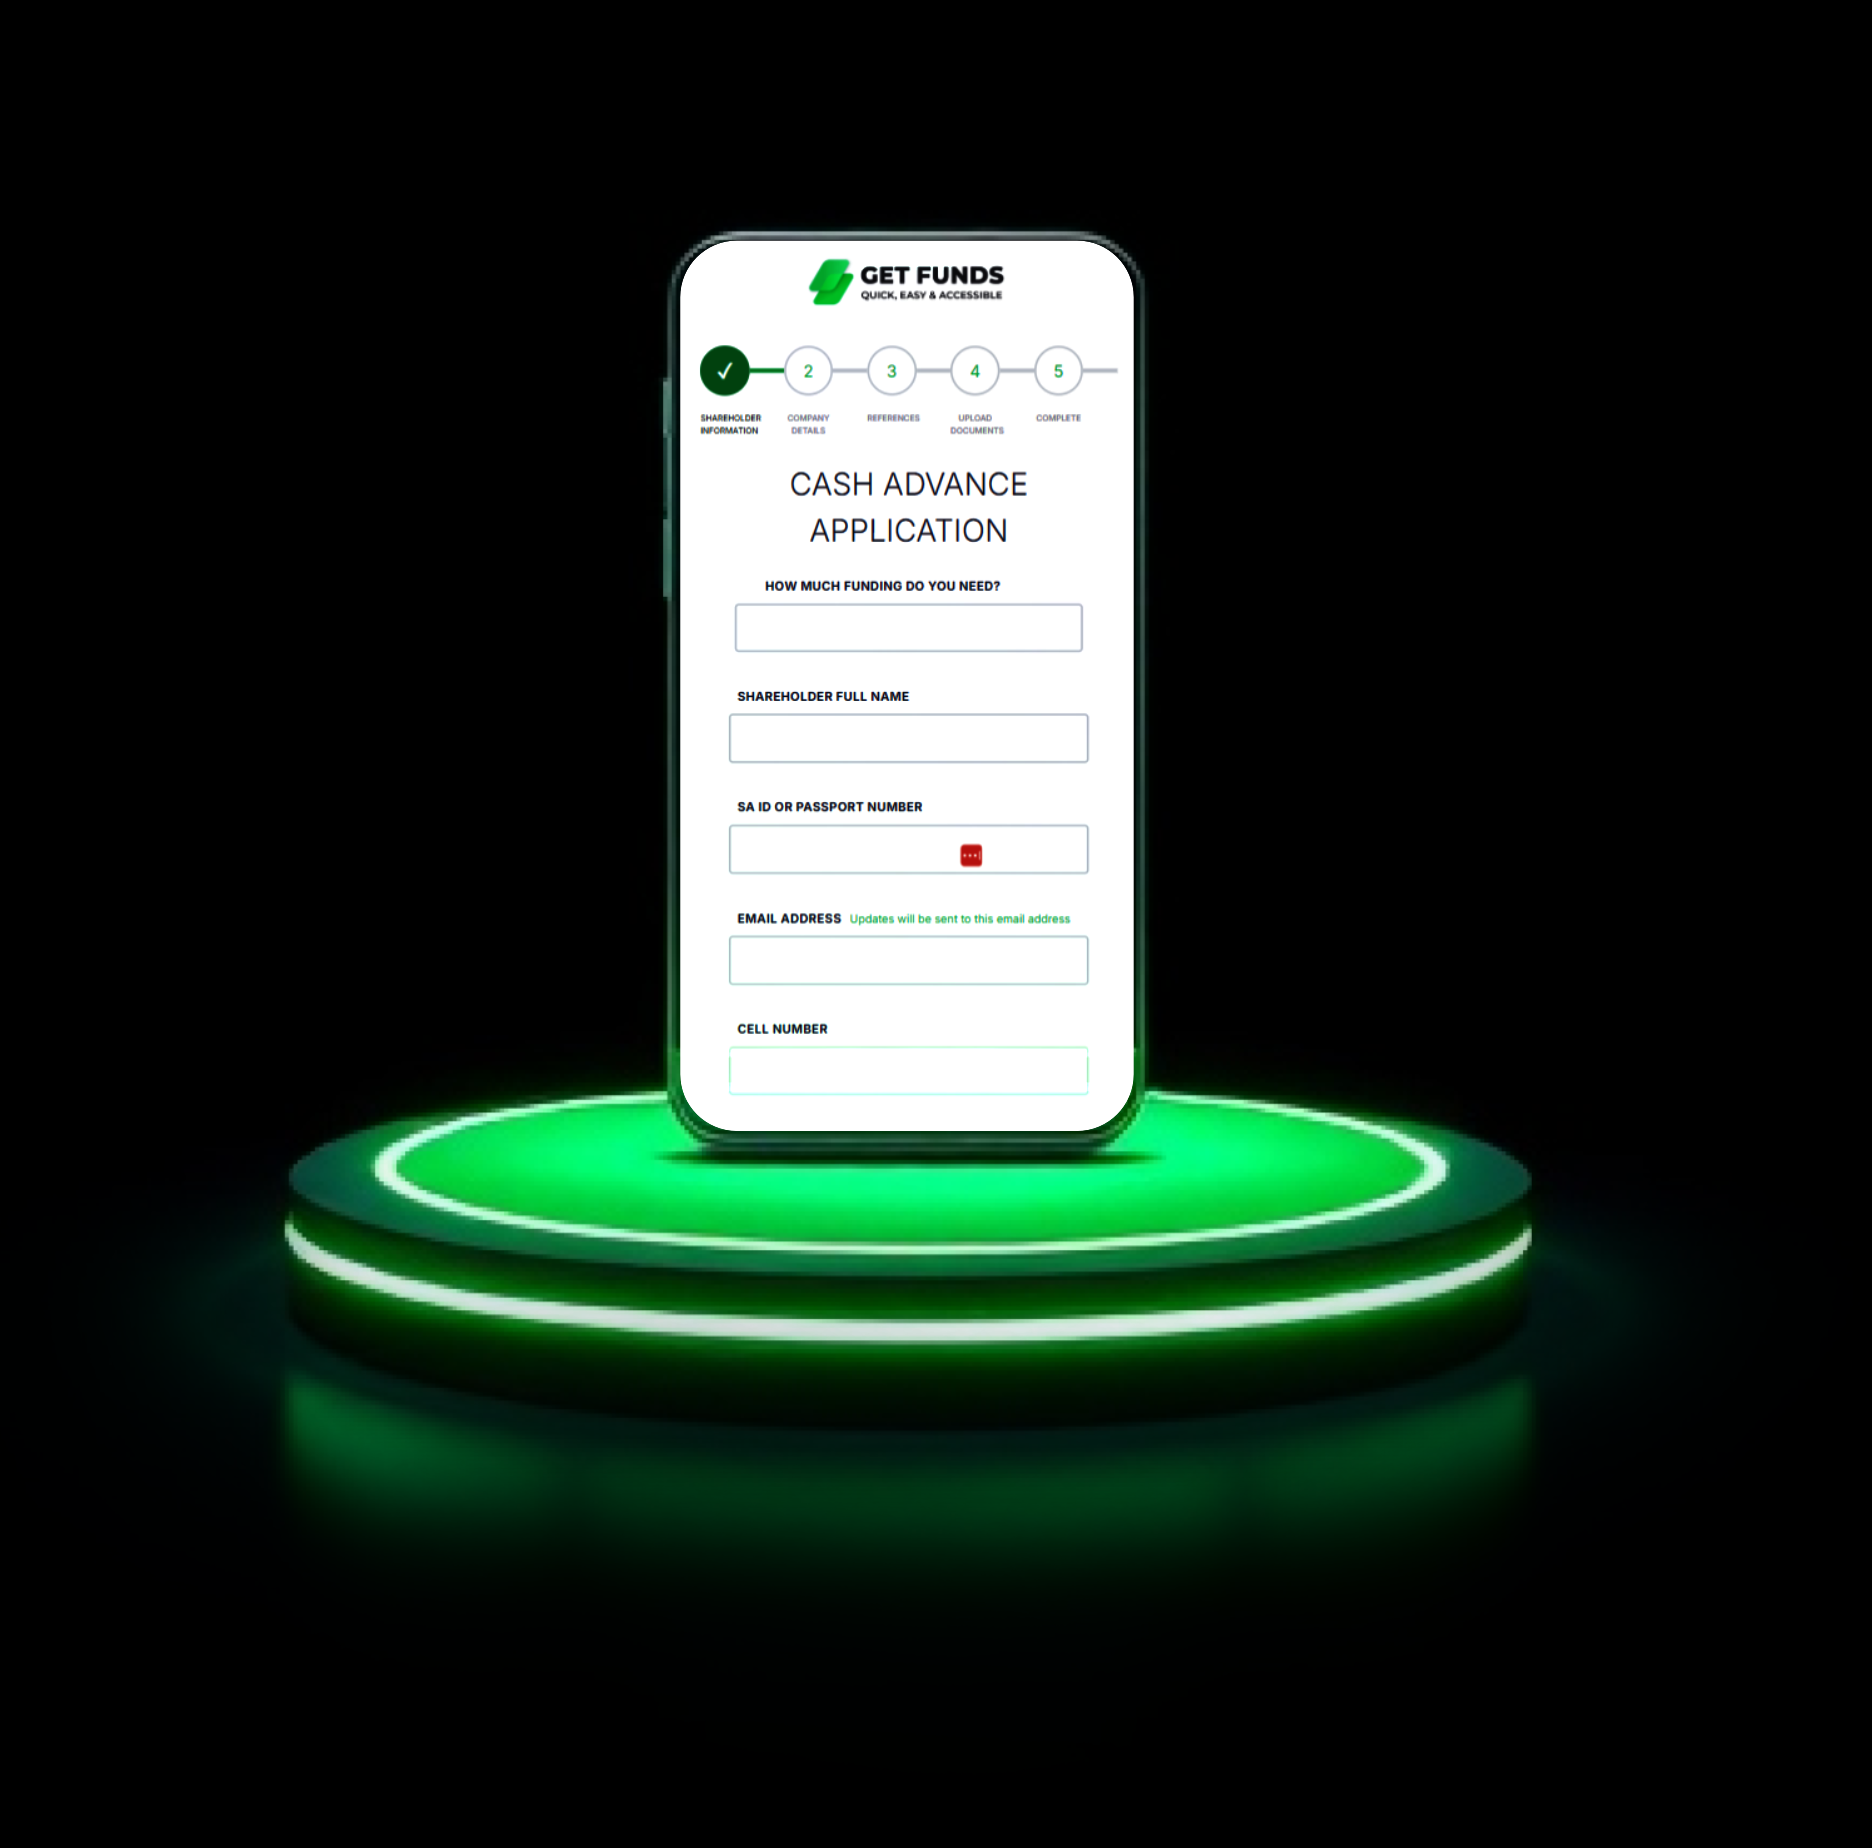 GET FUNDS
QUICK, EASY & ACCESSIBLE
✓ 2 3 4 5
SHAREHOLDER INFORMATION
COMPANY DETAILS
REFERENCES
UPLOAD DOCUMENTS
COMPLETE
CASH ADVANCE
APPLICATION
HOW MUCH FUNDING DO YOU NEED?
SHAREHOLDER FULL NAME
SA ID OR PASSPORT NUMBER
EMAIL ADDRESS Updates will be sent to this email address
CELL NUMBER